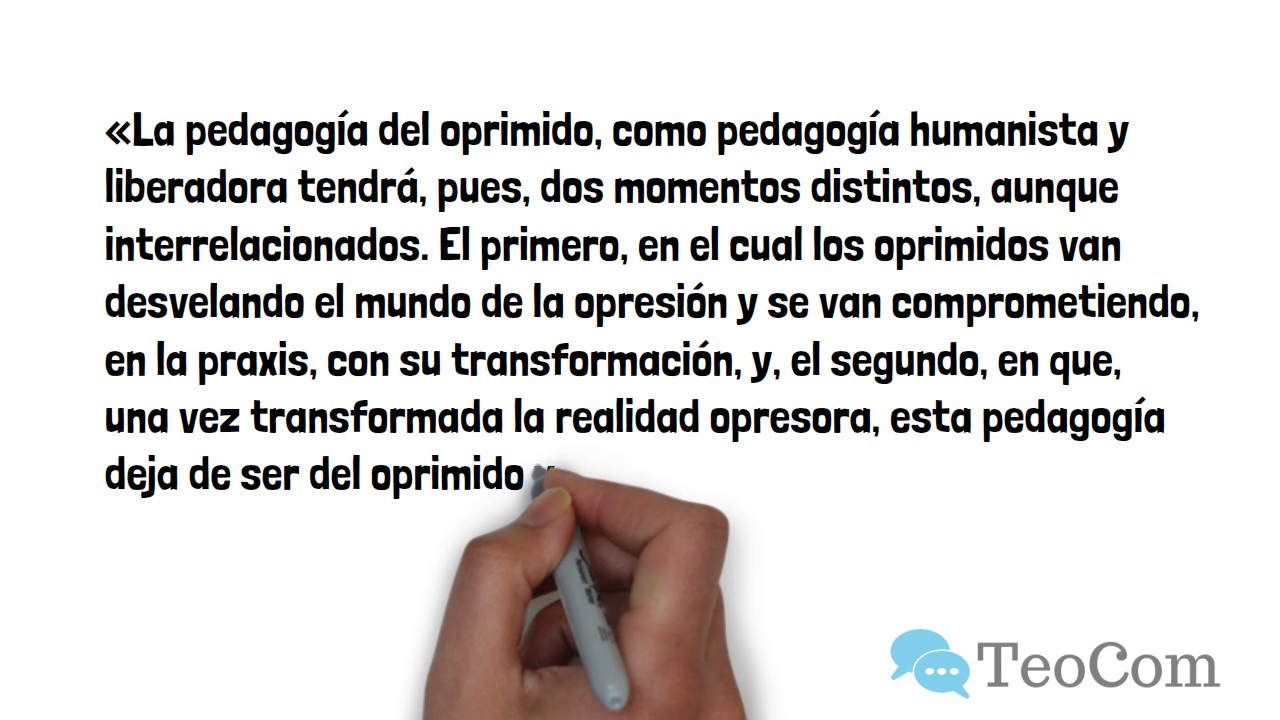 «La pedagogía del oprimido, como pedagogía humanista y
liberadora tendrá, pues, dos momentos distintos, aunque
interrelacionados. El primero, en el cual los oprimidos van
desvelando el mundo de la opresión y se van comprometiendo,
en la praxis, con su transformación, y, el segundo, en que,
una vez transformada la realidad opresora, esta pedagogía
deja de ser del oprimido
TeoCom